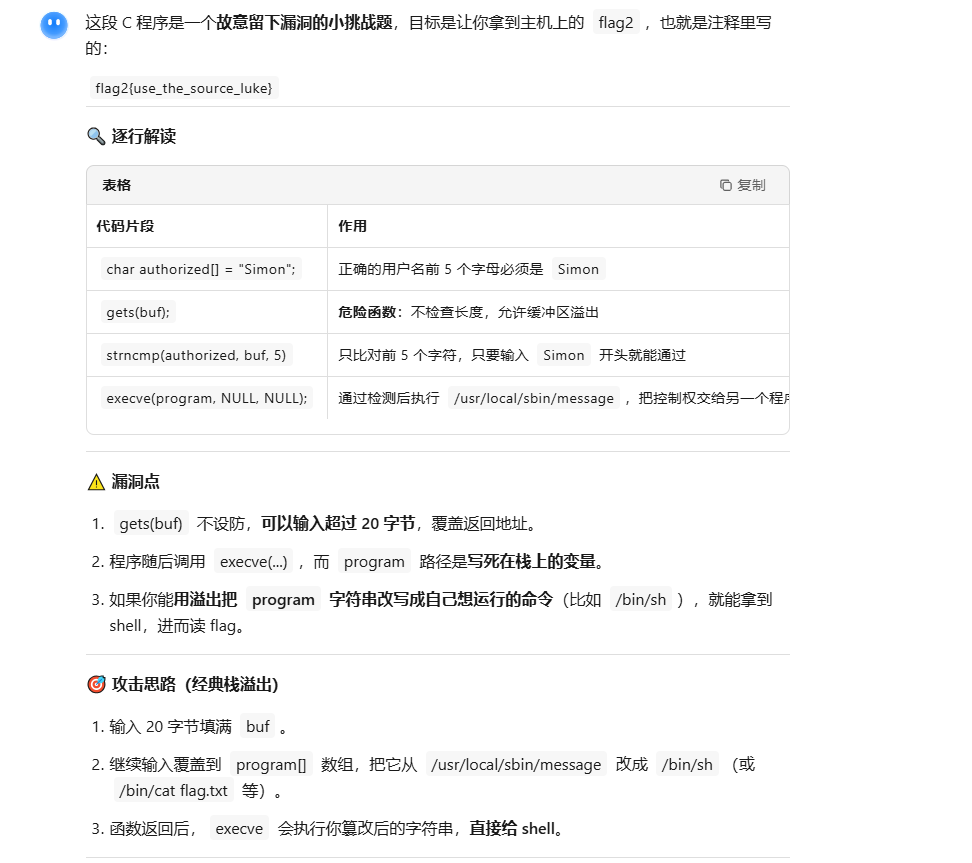 这段 C 程序是一个故意留下漏洞的小挑战题，目标是让你拿到主机上的 flag2 ，也就是注释里写
的：
flag2{use_the_source_luke}
🔍 逐行解读
表格 复制
代码片段 作用
char authorized[] = "Simon"; 正确的用户名前 5 个字母必须是 Simon
gets(buf); 危险函数：不检查长度，允许缓冲区溢出
strncmp(authorized, buf, 5) 只比对前 5 个字符，只要输入 Simon 开头就能通过
execve(program, NULL, NULL); 通过检测后执行 /usr/local/sbin/message ，把控制权交给另一个程
⚠️ 漏洞点
1. gets(buf) 不设防，可以输入超过 20 字节，覆盖返回地址。
2. 程序随后调用 execve(...) ，而 program 路径是写死在栈上的变量。
3. 如果你能用溢出把 program 字符串改写成自己想运行的命令（比如 /bin/sh ），就能拿到
shell，进而读 flag。
🎯 攻击思路（经典栈溢出）
1. 输入 20 字节填满 buf 。
2. 继续输入覆盖到 program[] 数组，把它从 /usr/local/sbin/message 改成 /bin/sh （或
/bin/cat flag.txt 等）。
3. 函数返回后， execve 会执行你篡改后的字符串，直接给 shell。